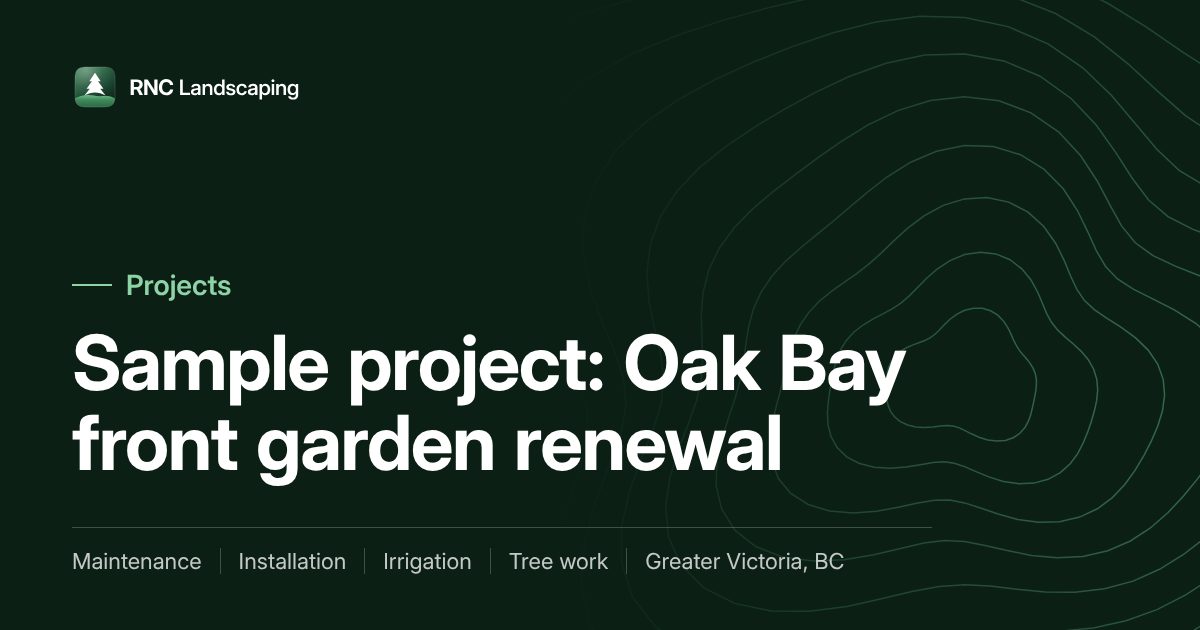 RNC Landscaping
Projects
Sample project: Oak Bay
front garden renewal
Maintenance
Installation
Irrigation
Tree work
Greater Victoria, BC